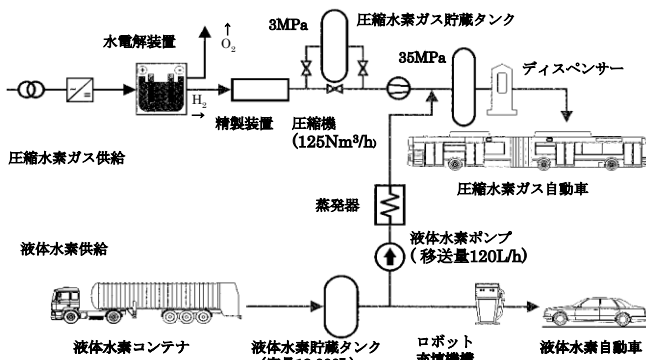 3MPa
圧縮水素ガス貯蔵タンク
水電解装置
O₂
35MPa
ディスペンサー
H₂
精製装置
圧縮機
(125Nm³/h)
圧縮水素ガス供給
圧縮水素ガス自動車
蒸発器
液体水素ポンプ
(移送量120L/h)
液体水素供給
液体水素コンテナ
液体水素貯蔵タンク
ロボット
液体水素自動車